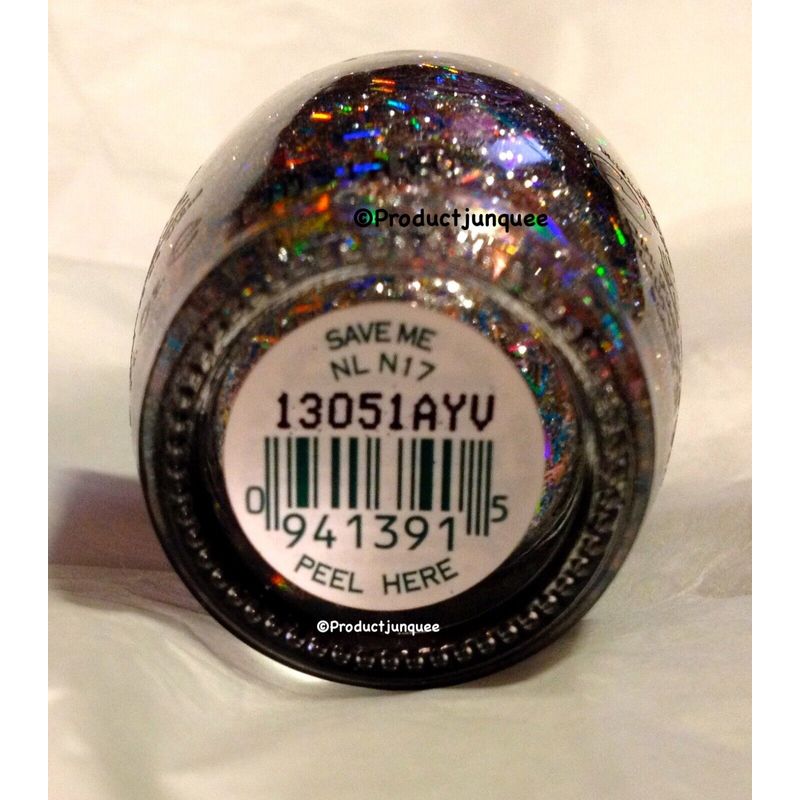 ©Productjunquee
SAVE ME
NL N17
13051AYV
0 941391 5
PEEL HERE
©Productjunquee